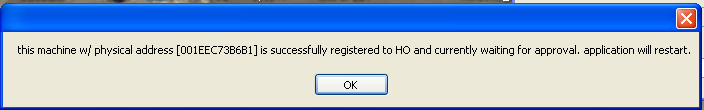 this machine w/ physical address [001EEC73B6B1] is successfully registered to HO and currently waiting for approval. application will restart.
OK